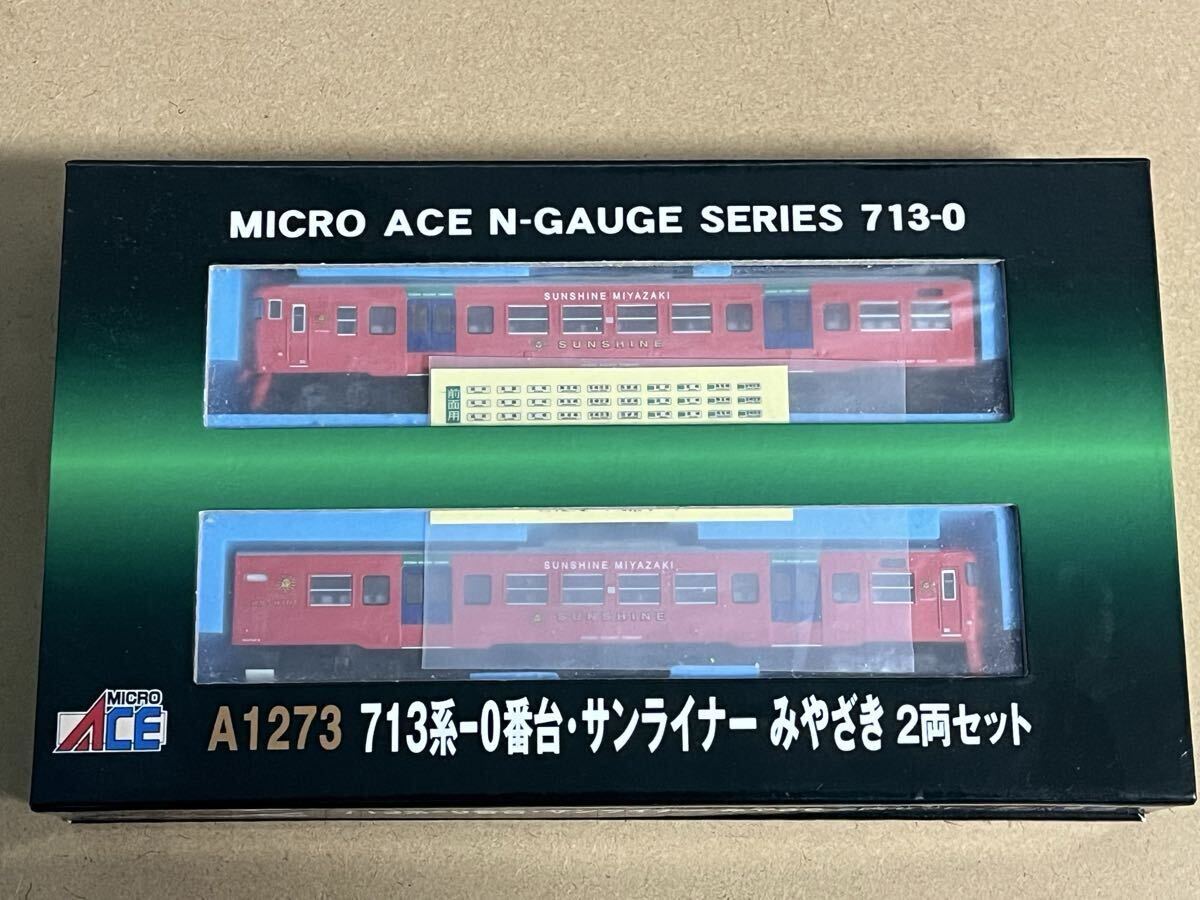 MICRO ACE N-GAUGE SERIES 713-0
SUNSHINE MIYAZAKI
SUNSHINE
前面用
SUNSHINE MIYAZAKI
SUNSHINE
MICRO ACE
A1273 713系-0番台・サンライナー みやざき 2両セット